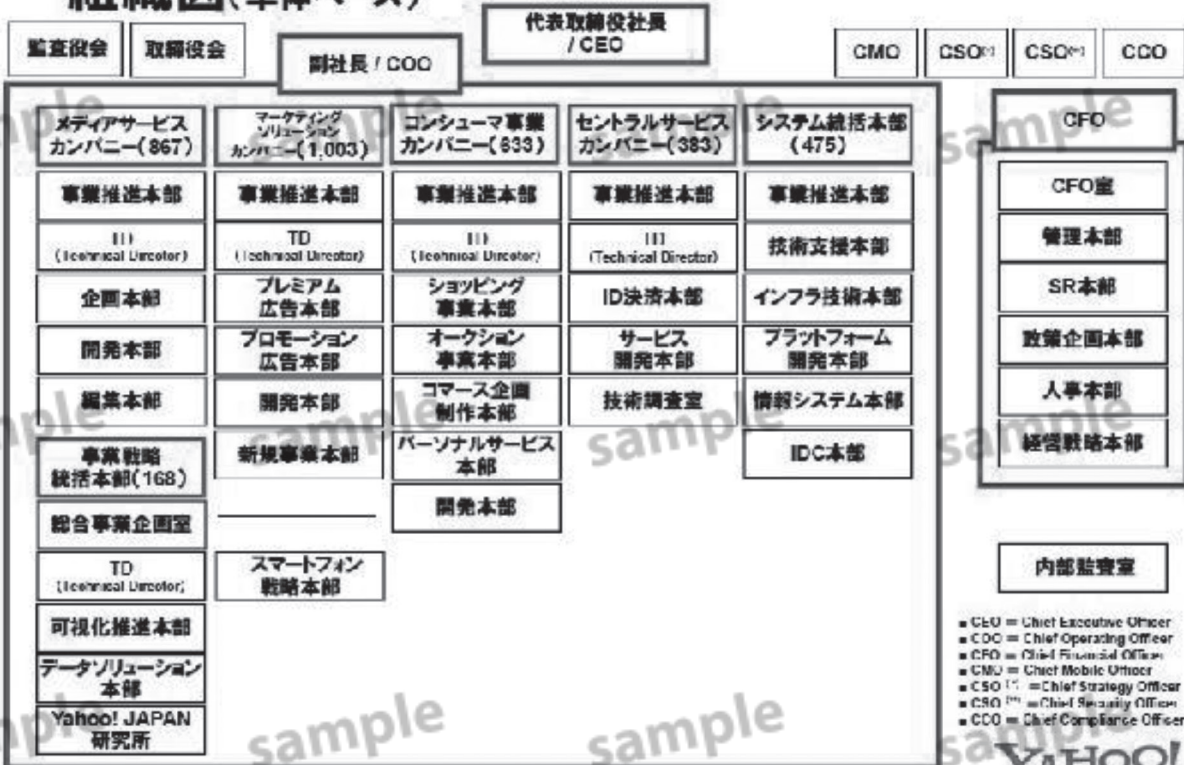 組織図(単体ベース)
代表取締役社長
/ CEO
監査役会
取締役会
副社長 / COO
CMO
CSO(*)
CSO(**)
CCO
メディアサービス
カンパニー(867)
マーケティング
ソリューション
カンパニー(1,003)
コンシューマ事業
カンパニー(633)
セントラルサービス
カンパニー(383)
システム統括本部
(475)
CFO
事業推進本部
事業推進本部
事業推進本部
事業推進本部
事業推進本部
CFO室
TD
(Technical Director)
TD
(Technical Director)
TD
(Technical Director)
TD
(Technical Director)
技術支援本部
管理本部
企画本部
プレミアム
広告本部
ショッピング
事業本部
ID決済本部
インフラ技術本部
SR本部
開発本部
プロモーション
広告本部
オークション
事業本部
サービス
開発本部
プラットフォーム
開発本部
政策企画本部
編集本部
開発本部
コマース企画
制作本部
技術調査室
情報システム本部
人事本部
事業戦略
統括本部(168)
新規事業本部
パーソナルサービス
本部
IDC本部
経営戦略本部
総合事業企画室
開発本部
TD
(Technical Director)
スマートフォン
戦略本部
内部監査室
可視化推進本部
データソリューション
本部
Yahoo! JAPAN
研究所
■ CEO = Chief Executive Officer
■ COO = Chief Operating Officer
■ CFO = Chief Financial Officer
■ CMO = Chief Mobile Officer
■ CSO (*) =Chief Strategy Officer
■ CSO (**) =Chief Security Officer
■ CCO = Chief Compliance Officer
YAHOO!
sample
sample
sample
sample
sample
sample
sample
sample
sample
sample
sample
sample